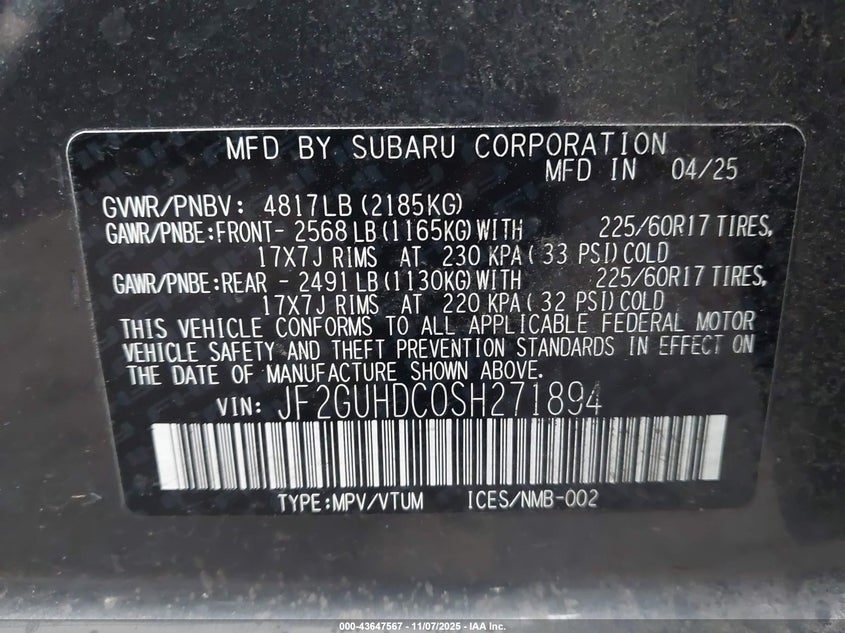 MFD BY SUBARU CORPORATION
MFD IN 04/25
GVWR/PNBV: 4817LB (2185KG)
GAWR/PNBE:FRONT- 2568 LB (1165KG) WITH 225/60R17 TIRES,
17X7J RIMS AT 230 KPA (33 PSI) COLD
GAWR/PNBE:REAR - 2491 LB (1130KG) WITH 225/60R17 TIRES,
17X7J RIMS AT 220 KPA (32 PSI) COLD
THIS VEHICLE CONFORMS TO ALL APPLICABLE FEDERAL MOTOR
VEHICLE SAFETY AND THEFT PREVENTION STANDARDS IN EFFECT ON
THE DATE OF MANUFACTURE SHOWN ABOVE.
VIN: JF2GUHDC0SH271894
TYPE:MPV/VTUM ICES/NMB-002
000-43647567 - 11/07/2025 - IAA Inc.